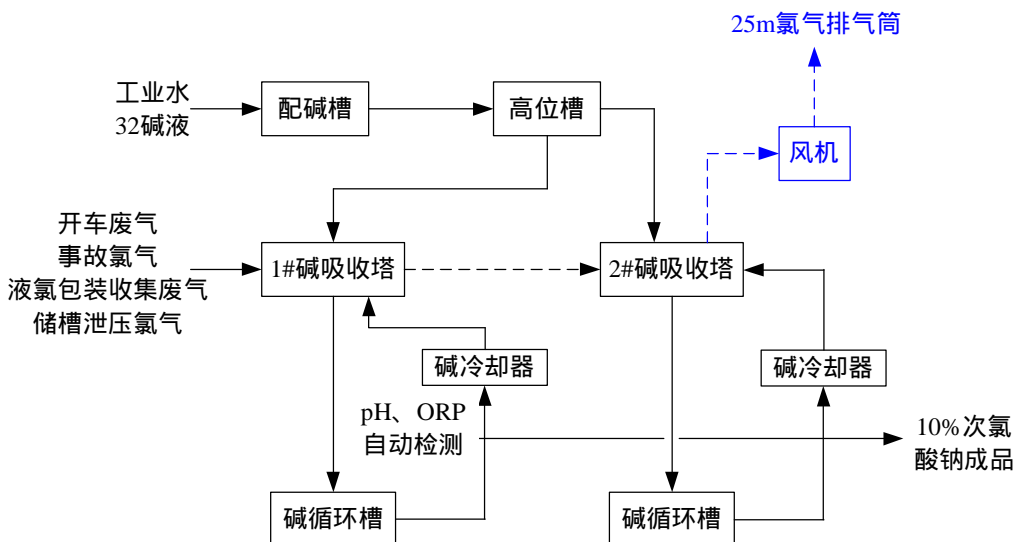 25m氯气排气筒
工业水
32碱液
配碱槽
高位槽
风机
开车废气
事故氯气
液氯包装收集废气
储槽泄压氯气
1#碱吸收塔
2#碱吸收塔
碱冷却器
碱冷却器
pH、ORP
自动检测
10%次氯
酸钠成品
碱循环槽
碱循环槽